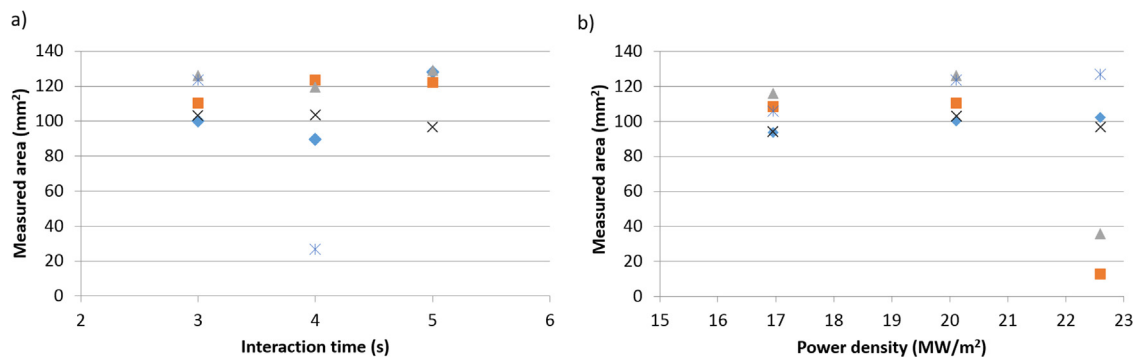 a)
Measured area (mm²)
140
120
100
80
60
40
20
0
2 3 4 5 6
Interaction time (s)
b)
Measured area (mm²)
140
120
100
80
60
40
20
0
15 16 17 18 19 20 21 22 23
Power density (MW/m²)